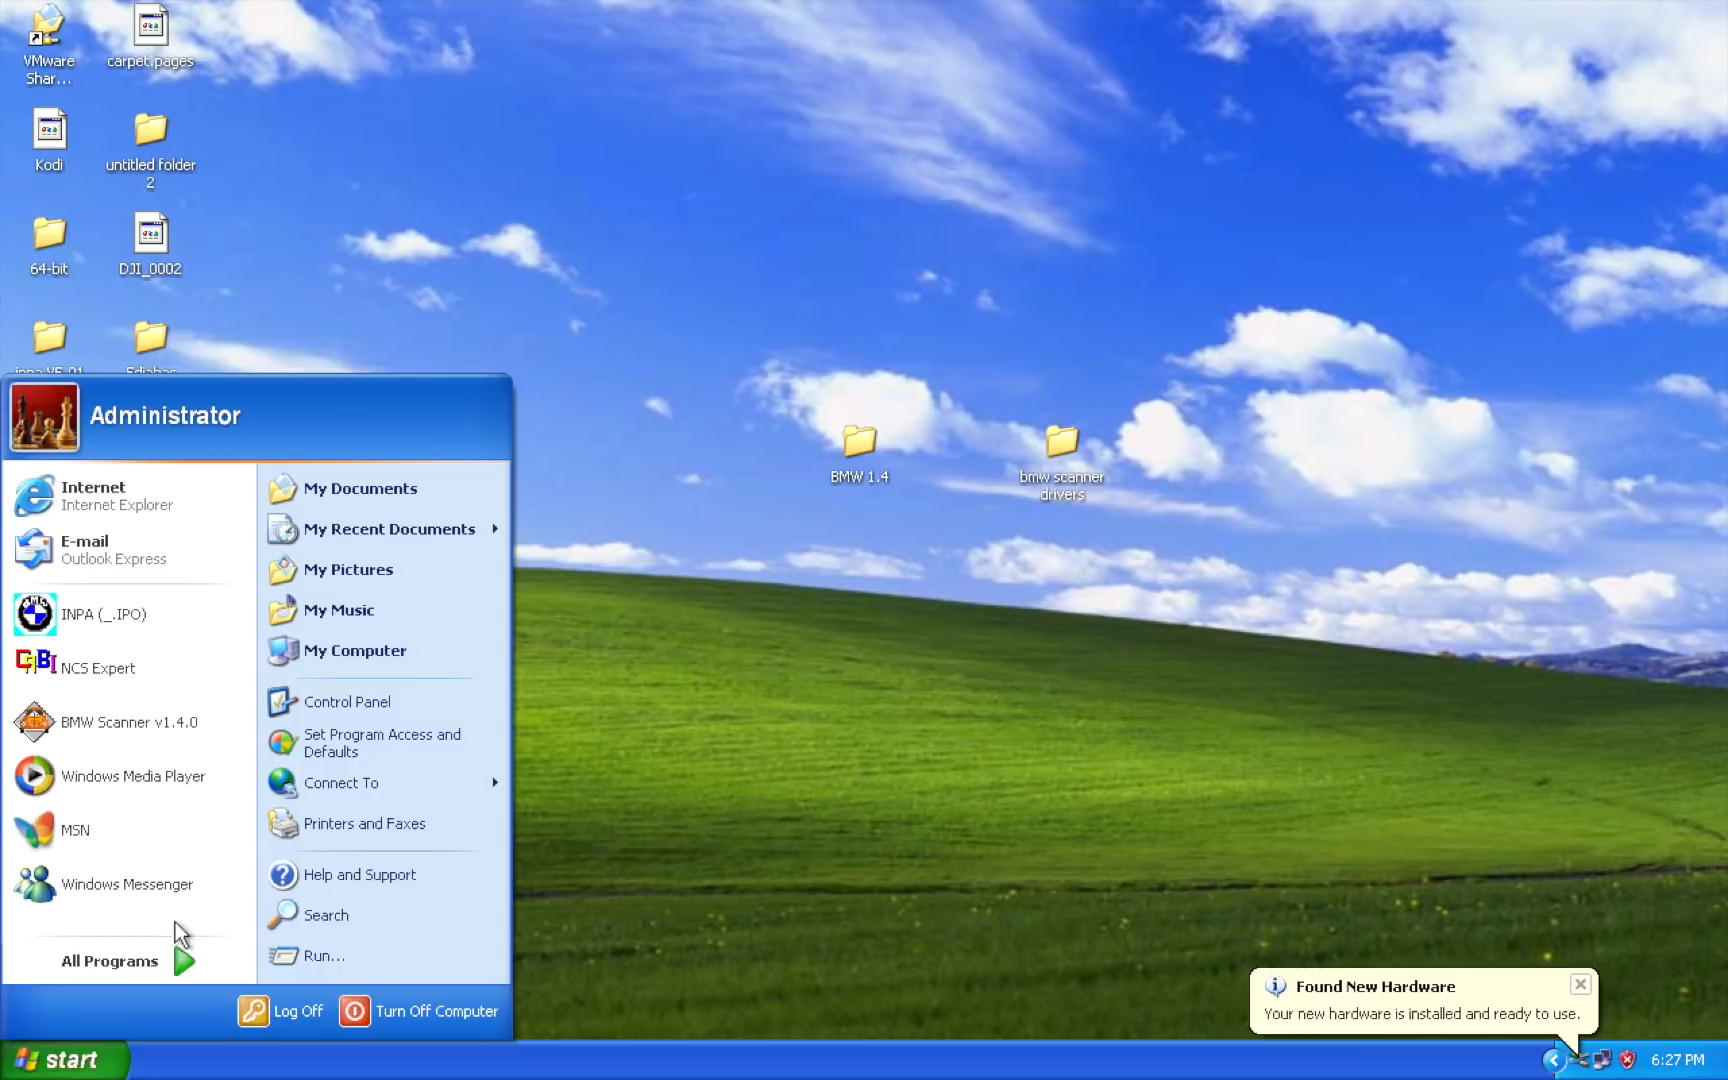 VMware
Shar...
carpet.pages
Kodi
untitled folder
2
64-bit
DJI_0002
Ediabas
BMW 1.4
bmw scanner
drivers
Administrator
Internet
Internet Explorer
E-mail
Outlook Express
INPA (_.IPO)
NCS Expert
BMW Scanner v1.4.0
Windows Media Player
MSN
Windows Messenger
All Programs
My Documents
My Recent Documents
My Pictures
My Music
My Computer
Control Panel
Set Program Access and
Defaults
Connect To
Printers and Faxes
Help and Support
Search
Run...
Log Off
Turn Off Computer
Found New Hardware
Your new hardware is installed and ready to use.
start
6:27 PM